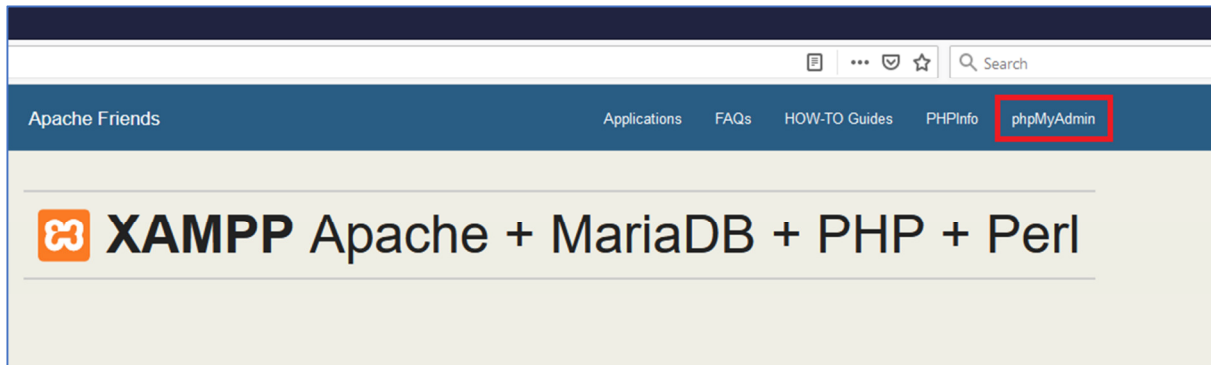 Search
Apache Friends Applications FAQs HOW-TO Guides PHPInfo phpMyAdmin
XAMPP Apache + MariaDB + PHP + Perl